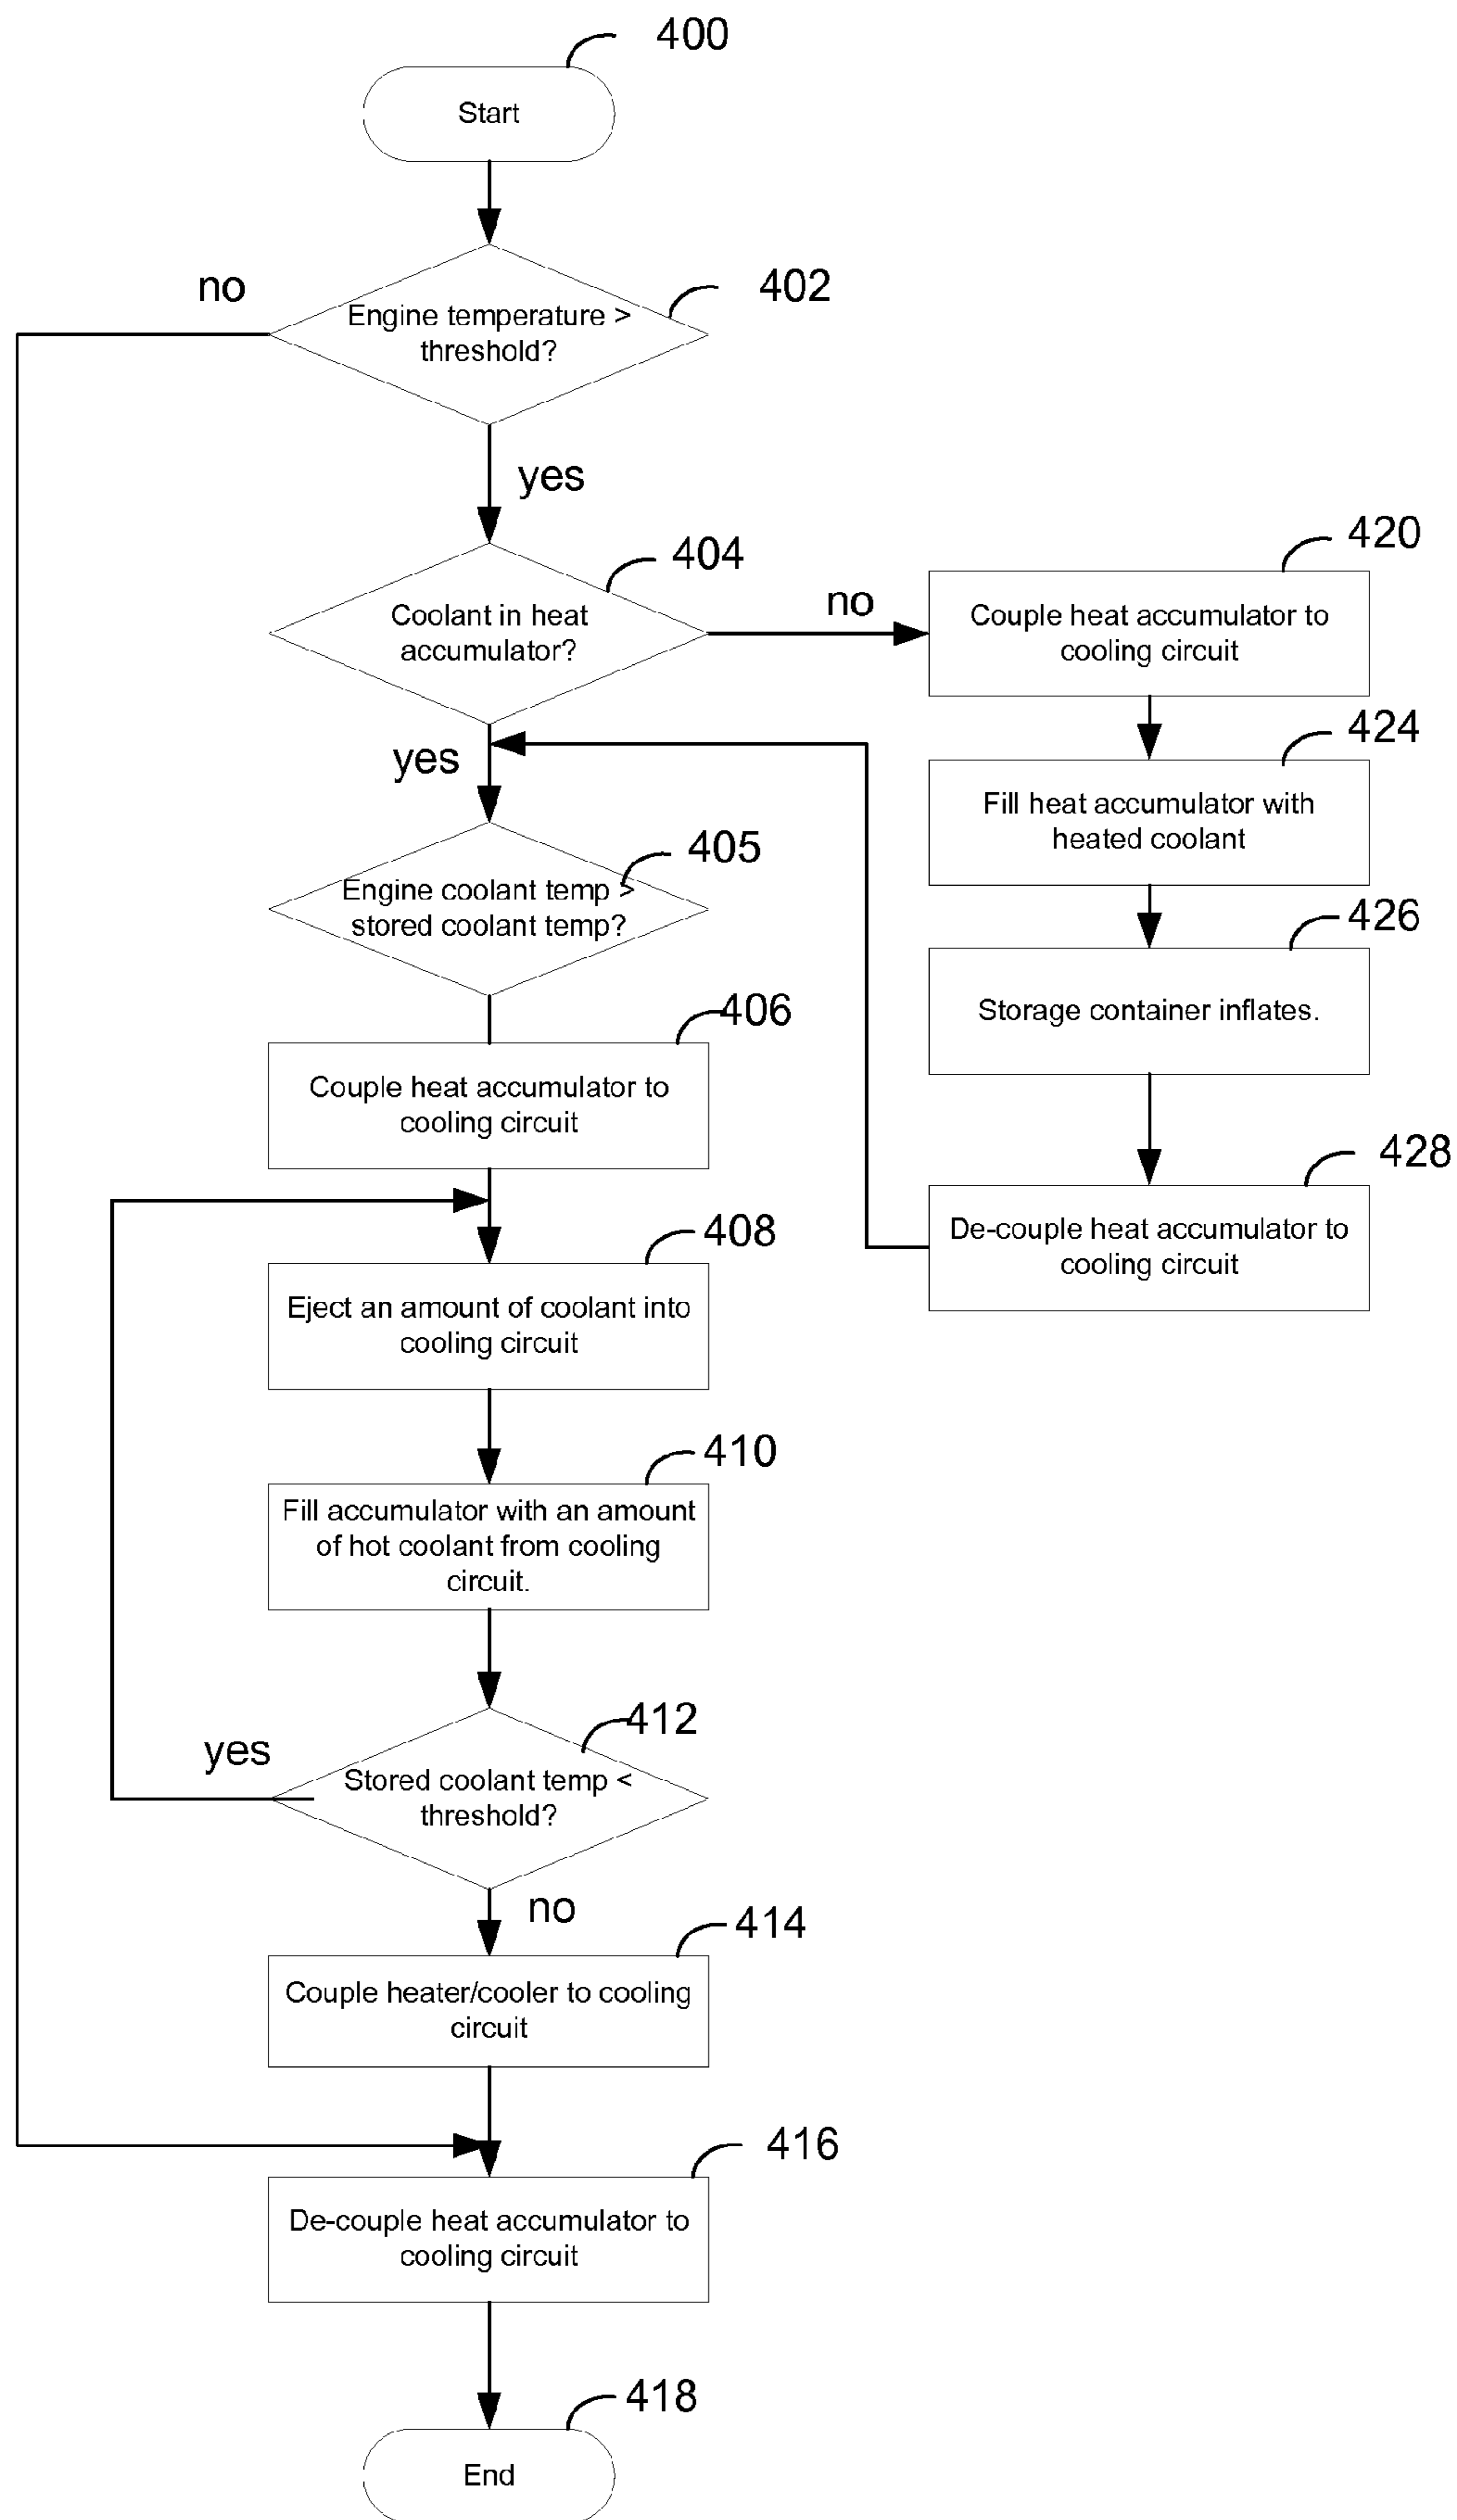 400
Start
402
no
Engine temperature >
threshold?
yes
404
Coolant in heat
accumulator?
no
420
Couple heat accumulator to
cooling circuit
424
Fill heat accumulator with
heated coolant
426
Storage container inflates.
428
De-couple heat accumulator to
cooling circuit
yes
405
Engine coolant temp >
stored coolant temp?
406
Couple heat accumulator to
cooling circuit
408
Eject an amount of coolant into
cooling circuit
410
Fill accumulator with an amount
of hot coolant from cooling
circuit.
412
yes
Stored coolant temp <
threshold?
no
414
Couple heater/cooler to cooling
circuit
416
De-couple heat accumulator to
cooling circuit
418
End